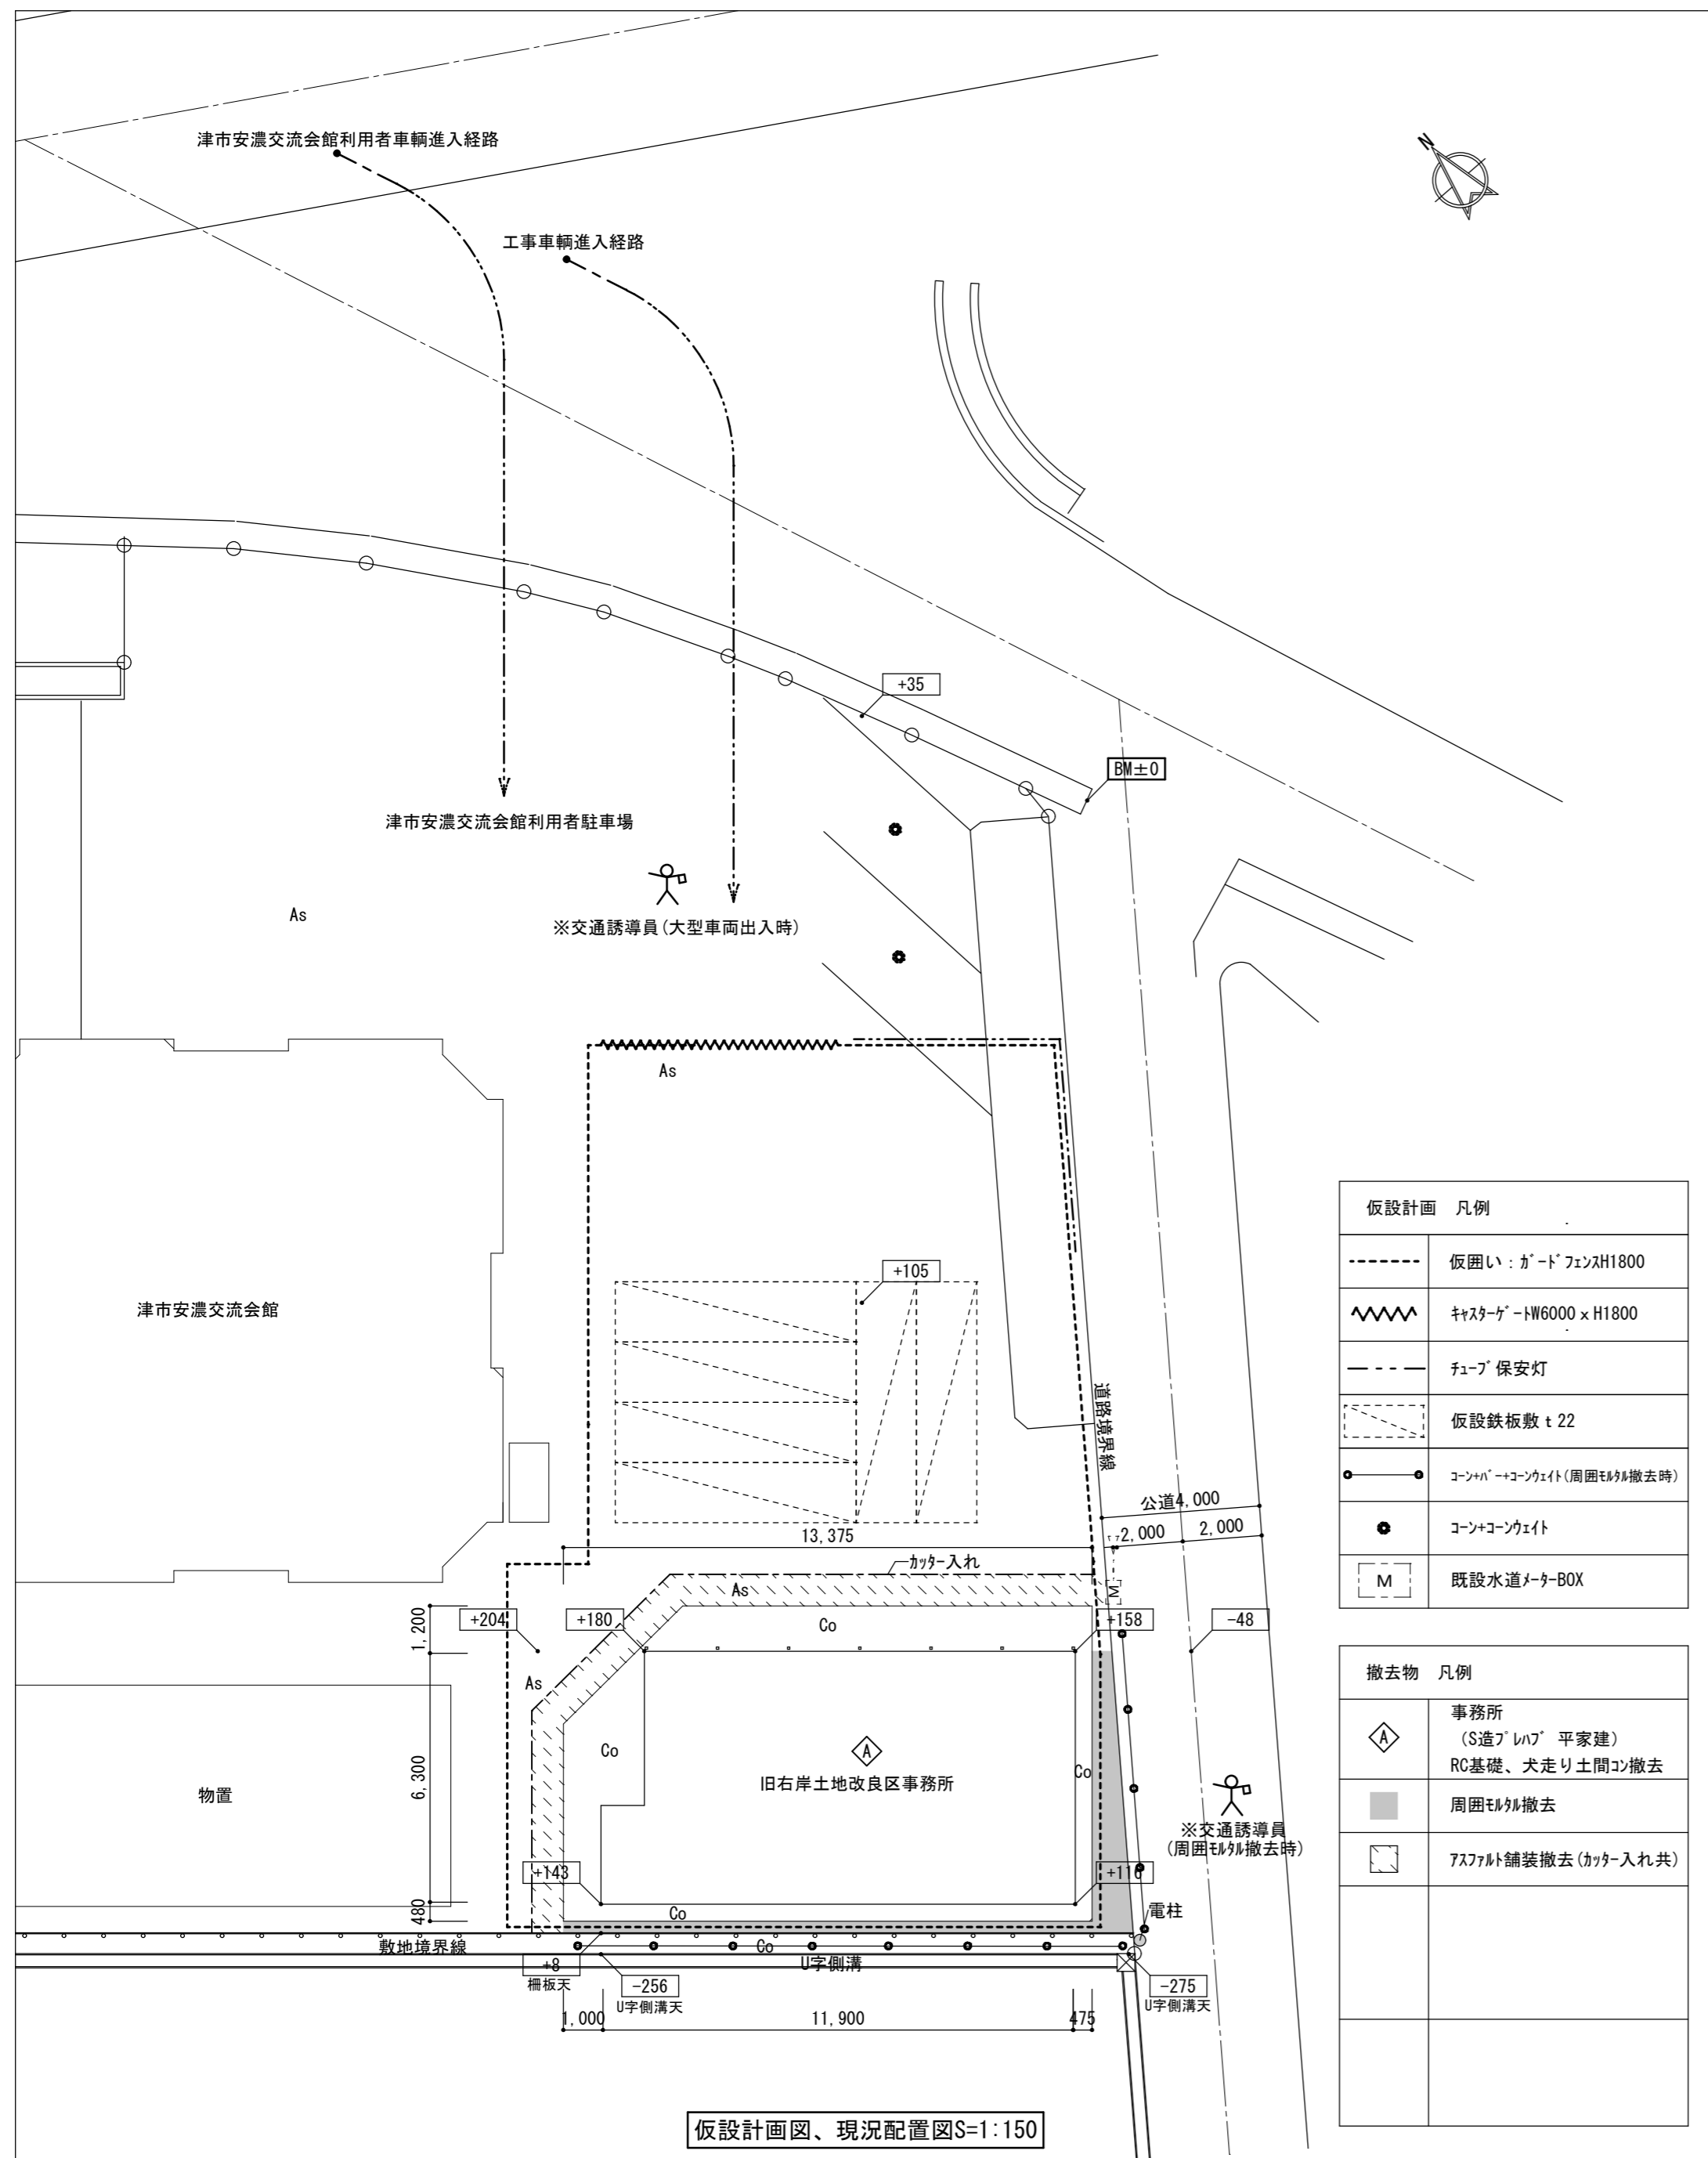 津市安濃交流会館利用者車輌進入経路
N
工事車輌進入経路
+35
BM±0
津市安濃交流会館利用者駐車場
As
※交通誘導員(大型車両出入時)
As
+105
津市安濃交流会館
道路境界線
公道4,000
2,000
2,000
13,375
カッター入れ
As
M
+204
+180
Co
+158
-48
1,200
As
Co
A
旧右岸土地改良区事務所
Co
6,300
物置
※交通誘導員
(周囲モルタル撤去時)
+143
480
Co
電柱
敷地境界線
Co
+8
柵板天
U字側溝
-256
U字側溝天
-275
U字側溝天
1,000
11,900
475
仮設計画図、現況配置図S=1:150
仮設計画 凡例
仮囲い:ガードフェンスH1800
キャスターゲートW6000 x H1800
チューブ保安灯
仮設鉄板敷 t 22
コーン+バー+コーンウェイト(周囲モルタル撤去時)
コーン+コーンウェイト
M 既設水道メーターBOX
撤去物 凡例
A 事務所
(S造プレハブ 平家建)
RC基礎、犬走り土間コン撤去
周囲モルタル撤去
アスファルト舗装撤去(カッター入れ共)